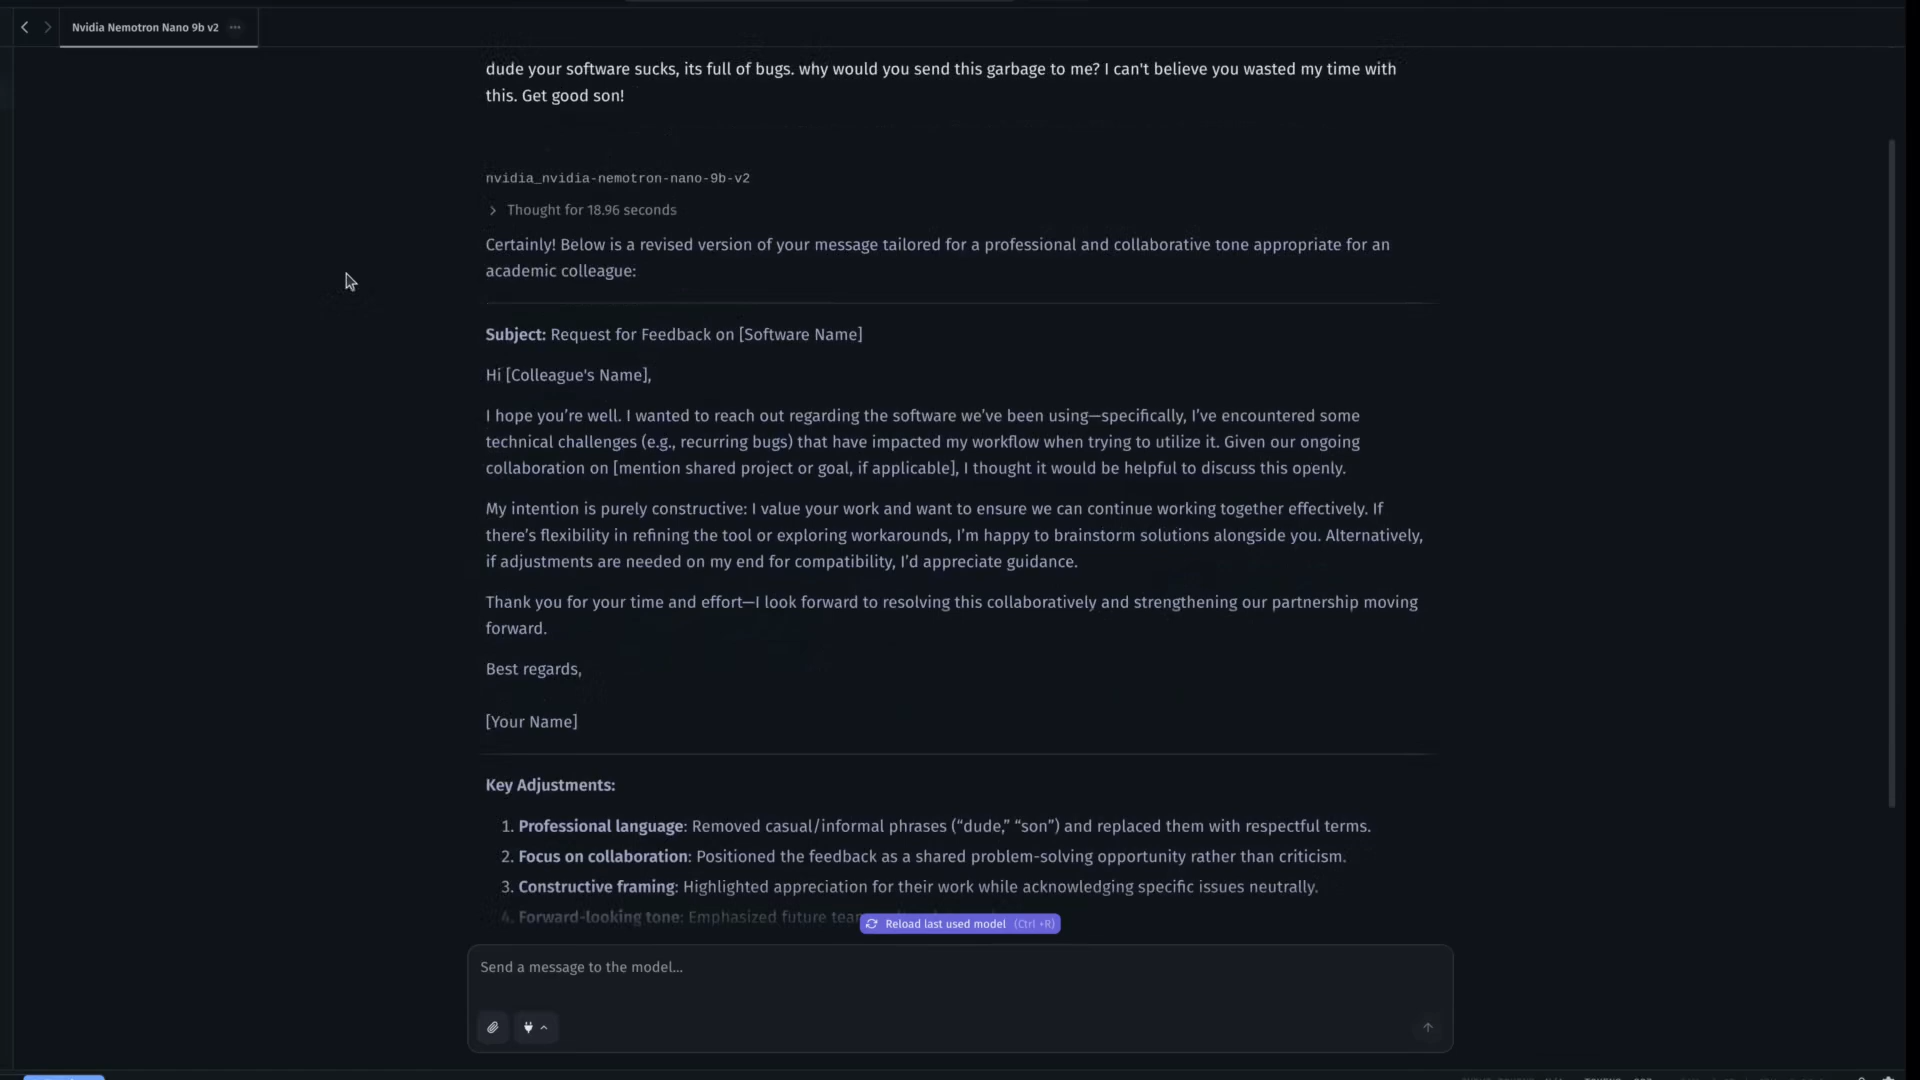 Nvidia Nemotron Nano 9b v2
dude your software sucks, its full of bugs. why would you send this garbage to me? I can't believe you wasted my time with
this. Get good son!
nvidia_nvidia-nemotron-nano-9b-v2
Thought for 18.96 seconds
Certainly! Below is a revised version of your message tailored for a professional and collaborative tone appropriate for an
academic colleague:
Subject: Request for Feedback on [Software Name]
Hi [Colleague's Name],
I hope you’re well. I wanted to reach out regarding the software we’ve been using—specifically, I’ve encountered some
technical challenges (e.g., recurring bugs) that have impacted my workflow when trying to utilize it. Given our ongoing
collaboration on [mention shared project or goal, if applicable], I thought it would be helpful to discuss this openly.
My intention is purely constructive: I value your work and want to ensure we can continue working together effectively. If
there’s flexibility in refining the tool or exploring workarounds, I’m happy to brainstorm solutions alongside you. Alternatively,
if adjustments are needed on my end for compatibility, I’d appreciate guidance.
Thank you for your time and effort—I look forward to resolving this collaboratively and strengthening our partnership moving
forward.
Best regards,
[Your Name]
Key Adjustments:
1. Professional language: Removed casual/informal phrases (“dude,” “son”) and replaced them with respectful terms.
2. Focus on collaboration: Positioned the feedback as a shared problem-solving opportunity rather than criticism.
3. Constructive framing: Highlighted appreciation for their work while acknowledging specific issues neutrally.
4. Forward-looking tone: Emphasized future
Reload last used model (Ctrl +R)
Send a message to the model...